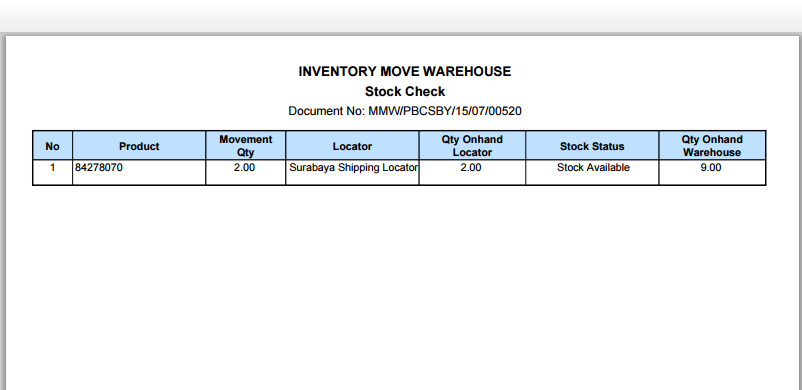 INVENTORY MOVE WAREHOUSE
Stock Check
Document No: MMW/PBCSBY/15/07/00520
No Product Movement Qty Locator Qty Onhand Locator Stock Status Qty Onhand Warehouse
1 84278070 2.00 Surabaya Shipping Locator 2.00 Stock Available 9.00